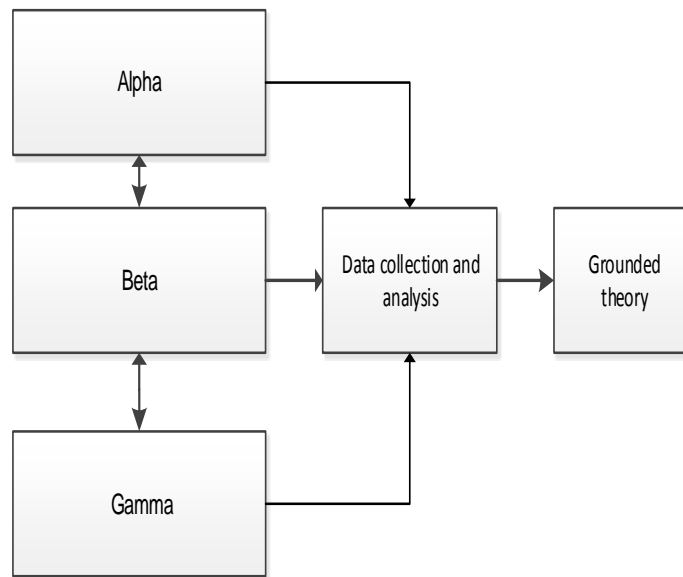 Alpha
Beta
Data collection and
analysis
Grounded
theory
Gamma